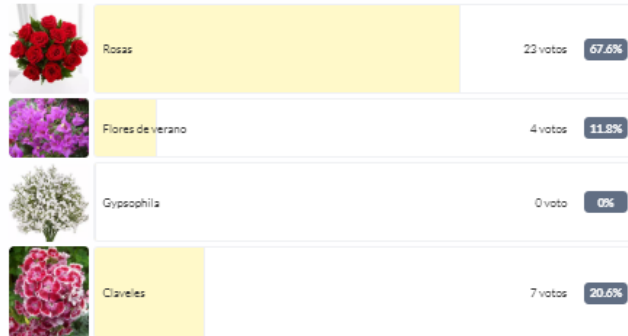 Rosas 23 votos 67.6%
Flores de verano 4 votos 11.8%
Gypsophila 0 voto 0%
Claveles 7 votos 20.6%